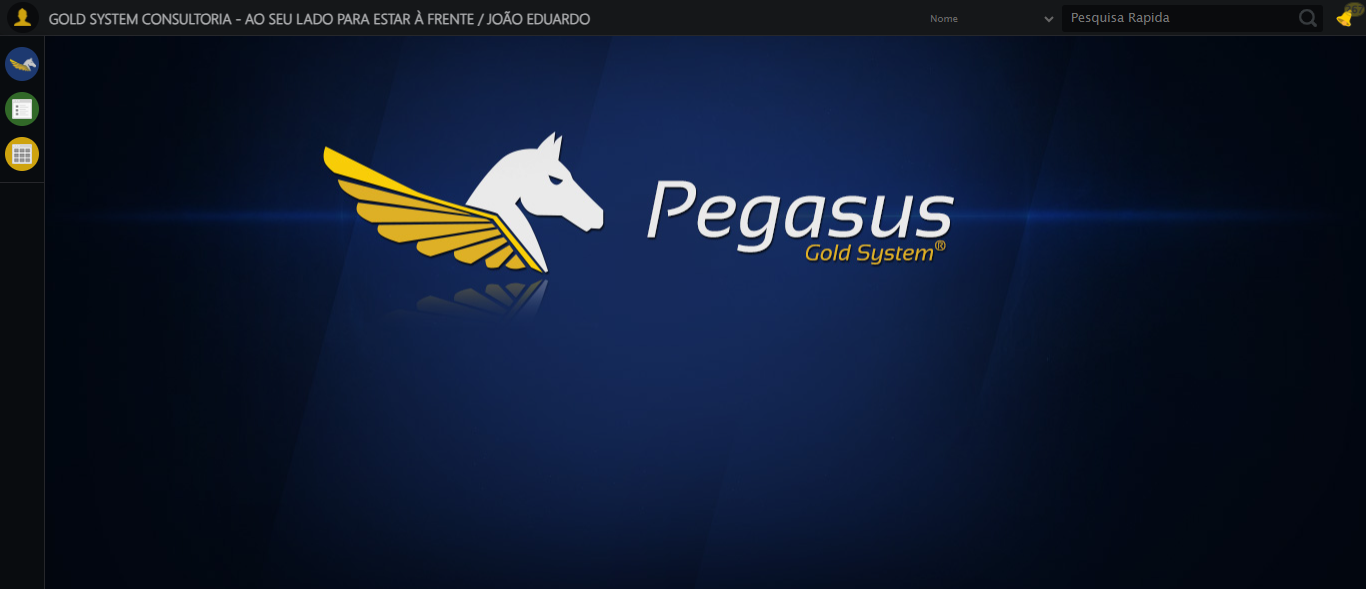 GOLD SYSTEM CONSULTORIA - AO SEU LADO PARA ESTAR À FRENTE / JOÃO EDUARDO
Nome
Pesquisa Rapida
Pegasus
Gold System®